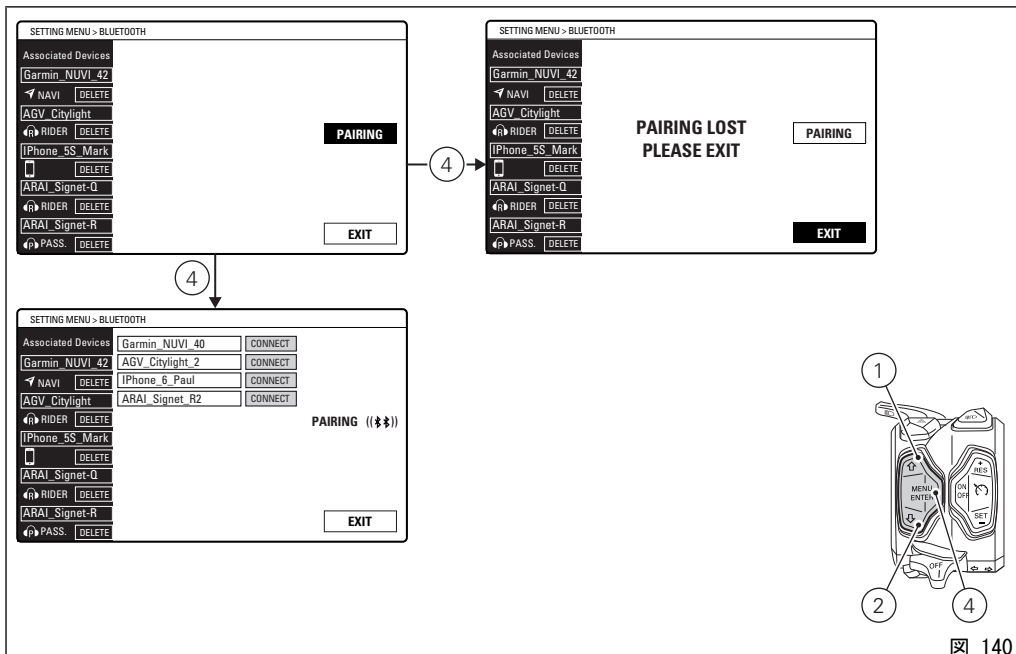 SETTING MENU > BLUETOOTH
Associated Devices
Garmin_NUVI_42
NAVI DELETE
AGV_Citylight
R RIDER DELETE
IPhone_5S_Mark
DELETE
ARAI_Signet-Q
R RIDER DELETE
ARAI_Signet-R
P PASS. DELETE
PAIRING
EXIT
4
SETTING MENU > BLUETOOTH
Associated Devices
Garmin_NUVI_42
NAVI DELETE
AGV_Citylight
R RIDER DELETE
IPhone_5S_Mark
DELETE
ARAI_Signet-Q
R RIDER DELETE
ARAI_Signet-R
P PASS. DELETE
PAIRING LOST
PLEASE EXIT
PAIRING
EXIT
4
SETTING MENU > BLUETOOTH
Associated Devices
Garmin_NUVI_42
NAVI DELETE
AGV_Citylight
R RIDER DELETE
IPhone_5S_Mark
DELETE
ARAI_Signet-Q
R RIDER DELETE
ARAI_Signet-R
P PASS. DELETE
Garmin_NUVI_40 CONNECT
AGV_Citylight_2 CONNECT
IPhone_6_Paul CONNECT
ARAI_Signet_R2 CONNECT
PAIRING
EXIT
1
MENU
ENTER
ON
OFF
+
RES
SET
-
OFF
2
4
図 140